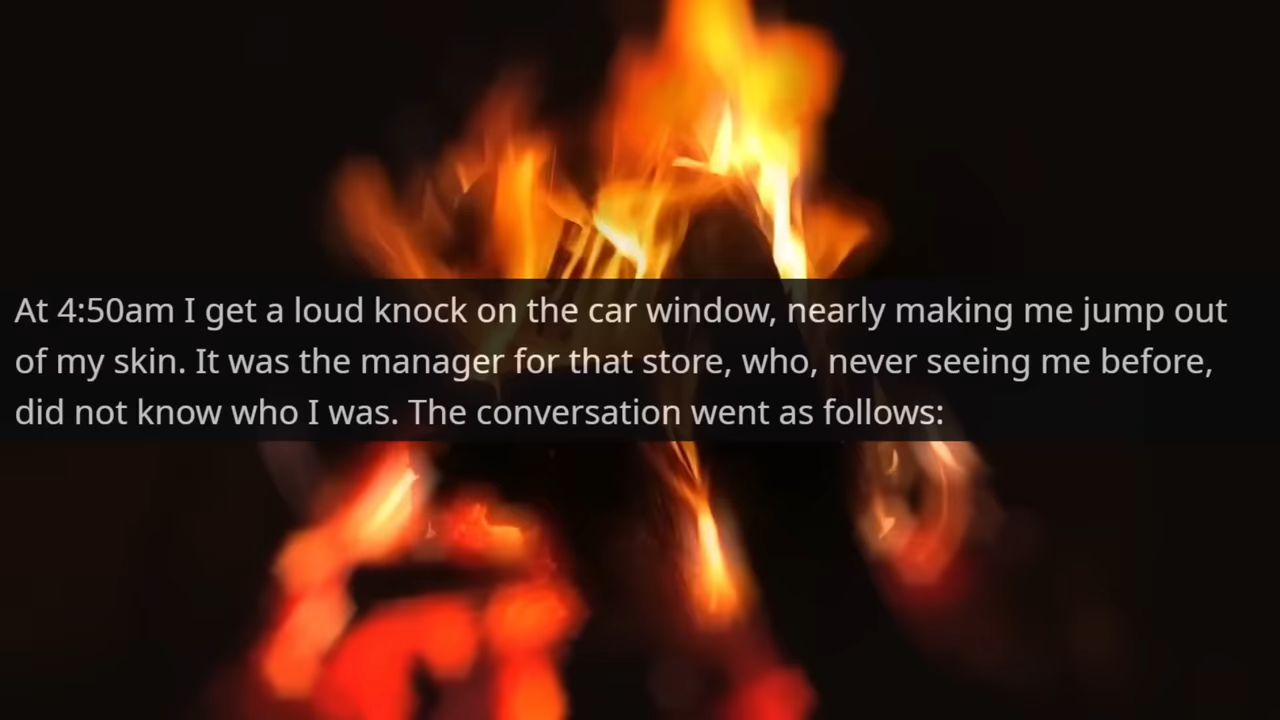 At 4:50am I get a loud knock on the car window, nearly making me jump out
of my skin. It was the manager for that store, who, never seeing me before,
did not know who I was. The conversation went as follows: